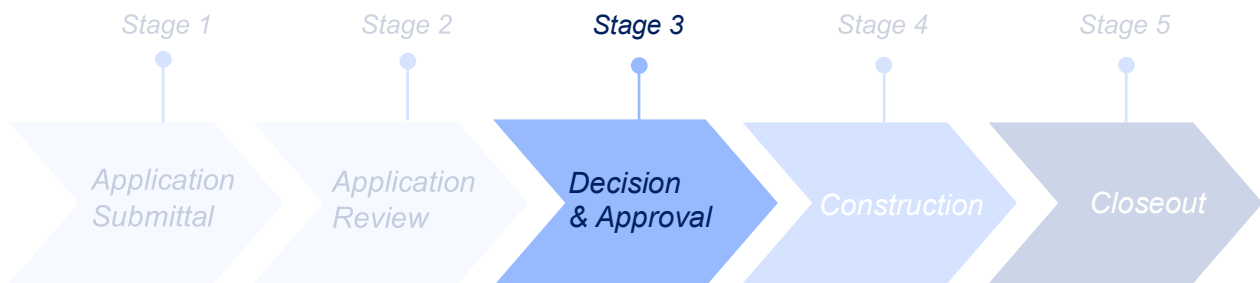 Stage 1
Stage 2
Stage 3
Stage 4
Stage 5
Application
Submittal
Application
Review
Decision
& Approval
Construction
Closeout